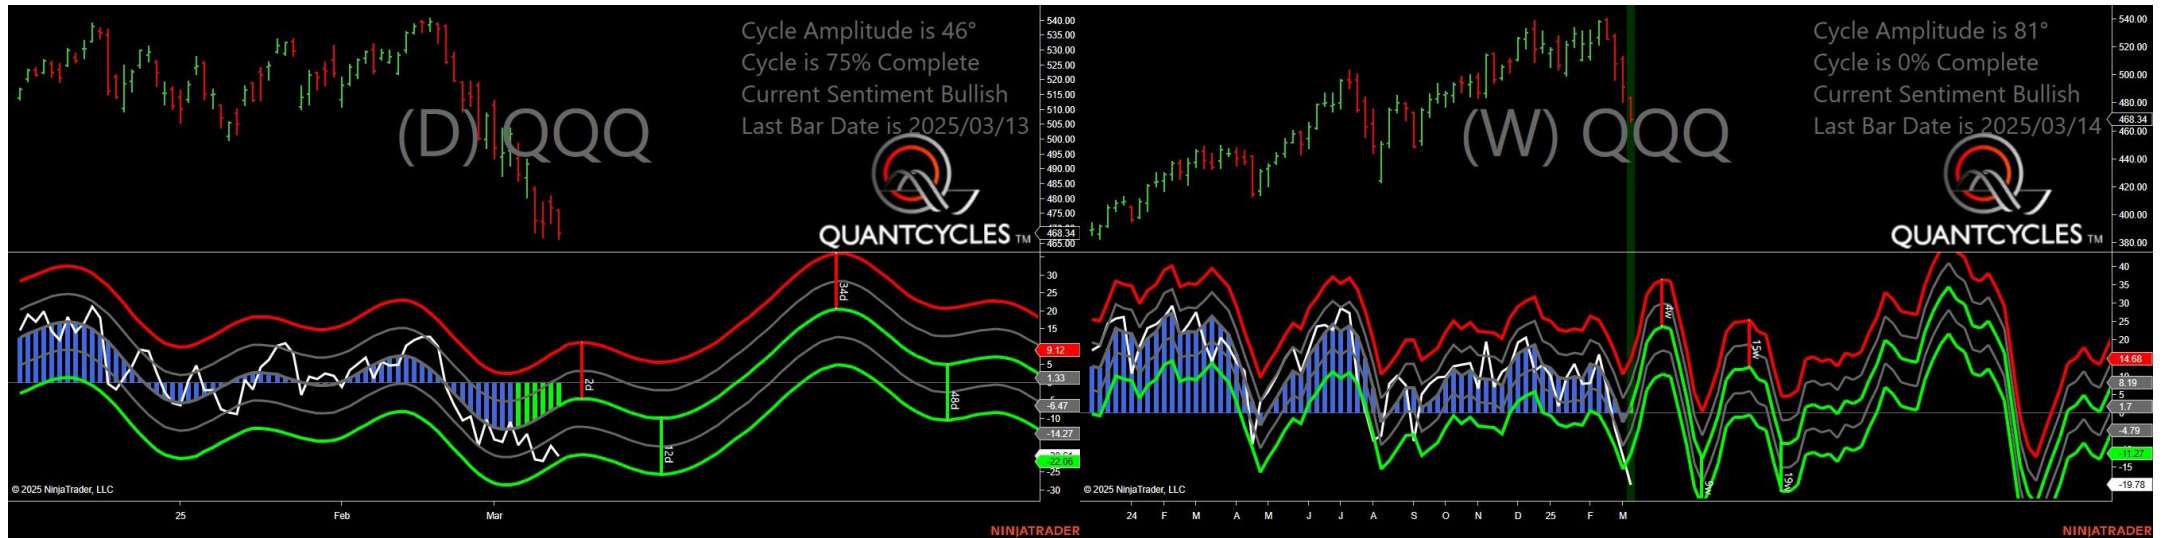 Cycle Amplitude is 46°
Cycle is 75% Complete
Current Sentiment Bullish
Last Bar Date is 2025/03/13
(D) QQQ
QUANTCYCLES TM
540.00
535.00
530.00
525.00
520.00
515.00
510.00
505.00
500.00
495.00
490.00
485.00
480.00
475.00
468.34
465.00
30
25
20
15
9.12
5
1.33
-6.47
-10
-14.27
-22.06
-25
-30
2d
12d
34d
48d
© 2025 NinjaTrader, LLC
25 Feb Mar
NINJATRADER
Cycle Amplitude is 81°
Cycle is 0% Complete
Current Sentiment Bullish
Last Bar Date is 2025/03/14
(W) QQQ
QUANTCYCLES TM
540.00
520.00
500.00
480.00
468.34
460.00
440.00
420.00
400.00
380.00
40
35
30
25
20
14.68
8.19
5
1.7
-4.79
-11.27
-15
-19.78
4w
9w
15w
19w
© 2025 NinjaTrader, LLC
24 F M A M J J A S O N D 25 F M
NINJATRADER